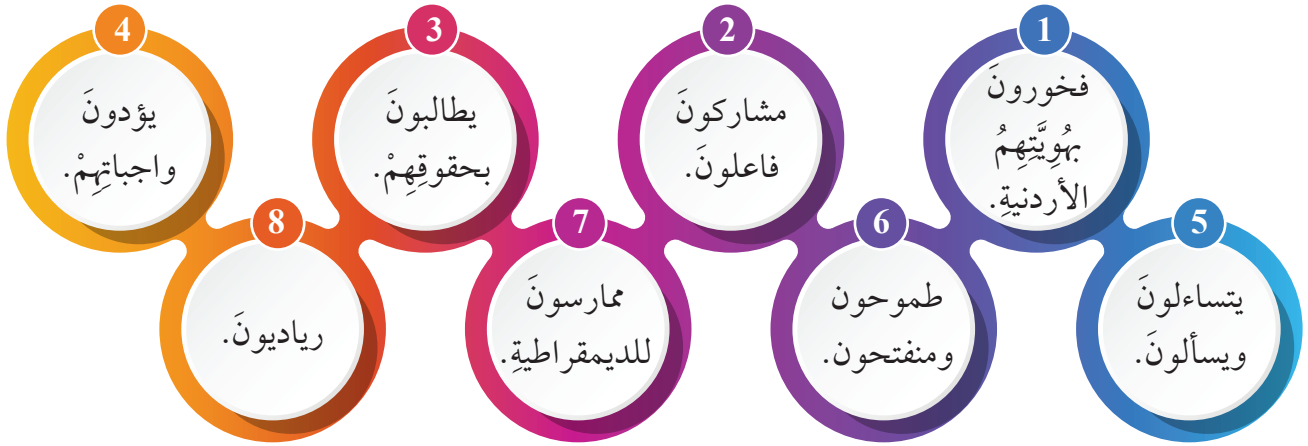 1
فخورونَ
بهُوِيَّتِهِمُ
الأردنيةِ.
2
مشاركونَ
فاعلونَ.
3
يطالبونَ
بحقوقِهِمْ.
4
يؤدونَ
واجباتِهِمْ.
5
يتساءلونَ
ويسألونَ.
6
طموحون
ومنفتحون.
7
ممارسونَ
للديمقراطيةِ.
8
رياديونَ.